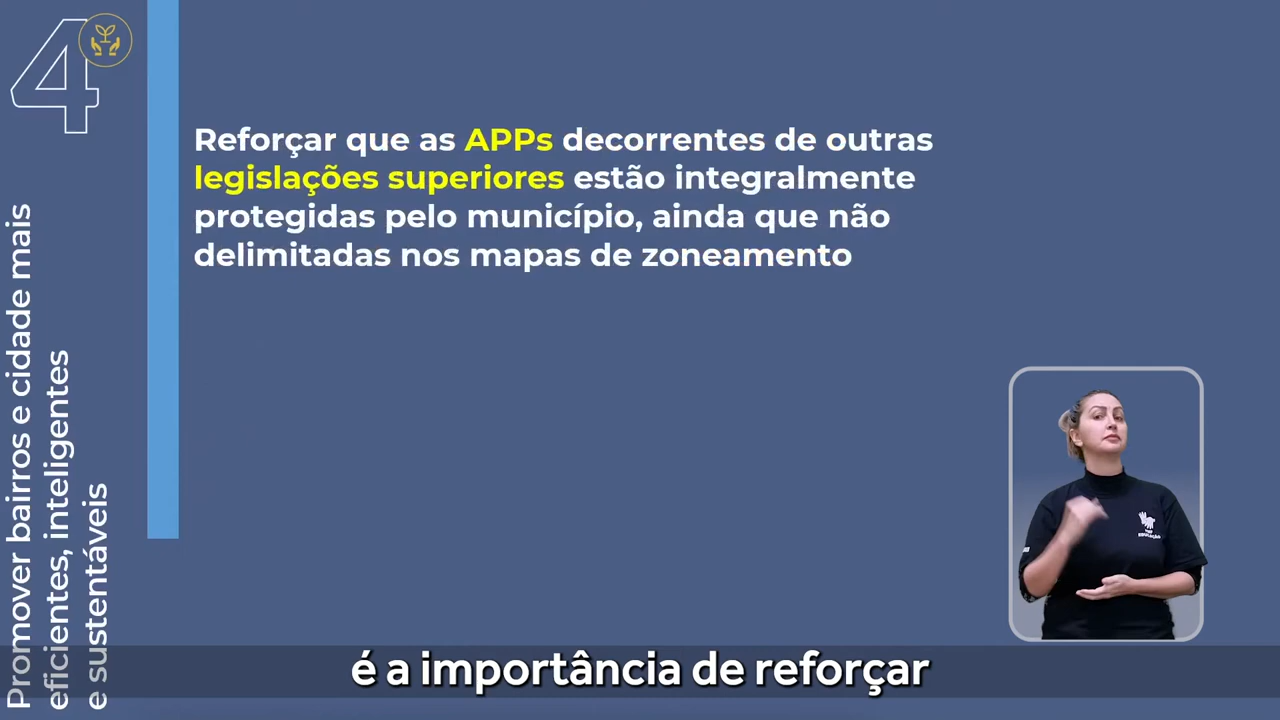 4
Promover bairros e cidade mais
eficientes, inteligentes
e sustentáveis
Reforçar que as APPs decorrentes de outras
legislações superiores estão integralmente
protegidas pelo município, ainda que não
delimitadas nos mapas de zoneamento
é a importância de reforçar